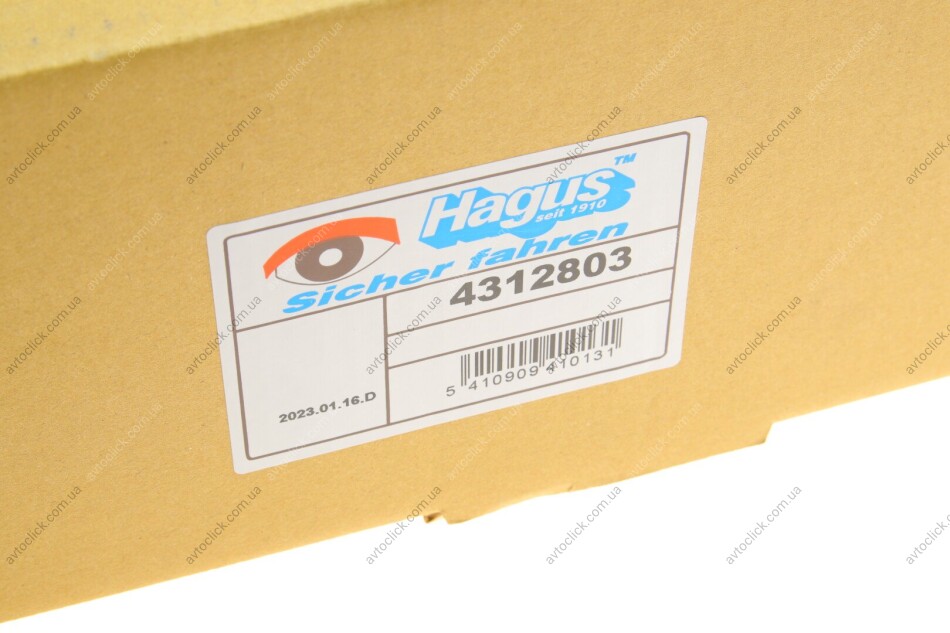 Hagus™
seit 1910
Sicher fahren
4312803
2023.01.16.D
5 410909 410131
avtoclick.com.ua